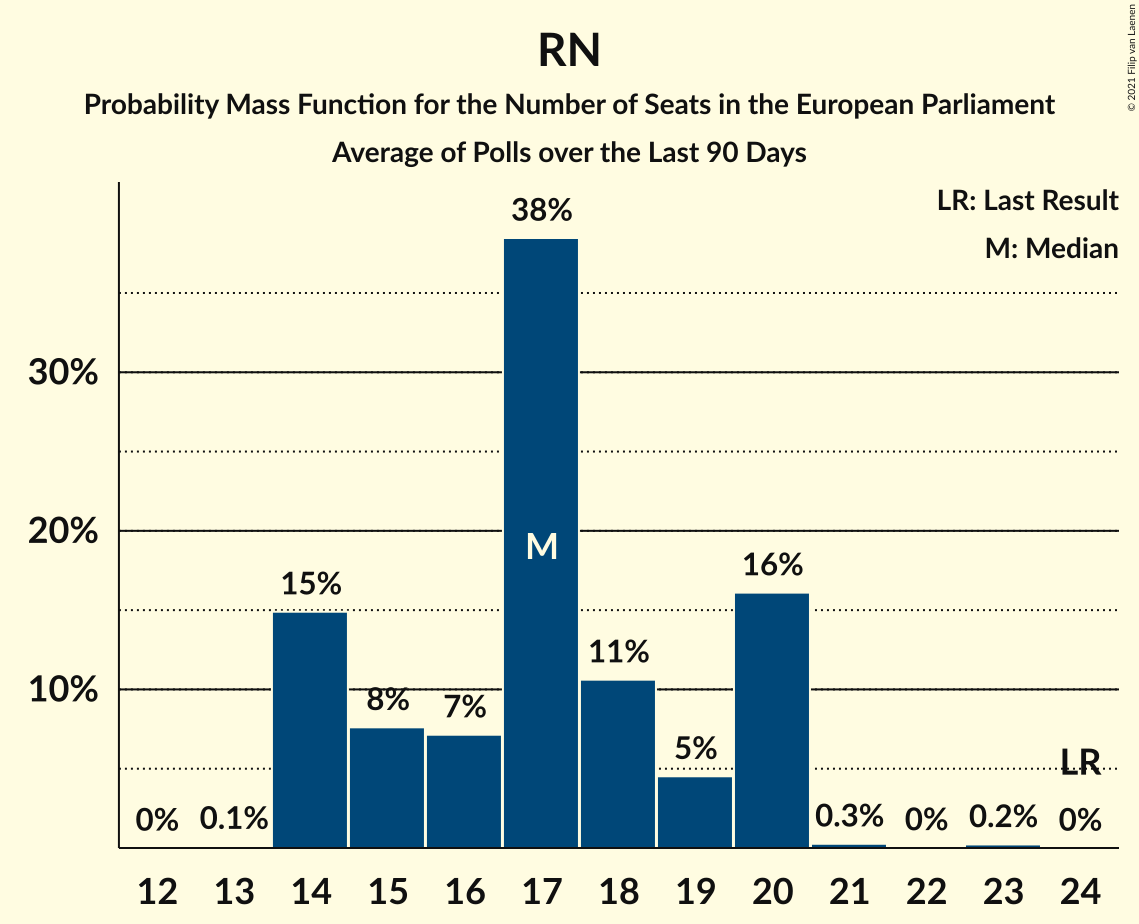 RN
Probability Mass Function for the Number of Seats in the European Parliament
Average of Polls over the Last 90 Days
© 2021 Filip van Laenen
LR: Last Result
M: Median
30%
20%
10%
0%
0.1%
15%
8%
7%
38%
M
11%
5%
16%
0.3%
0%
0.2%
LR
0%
12 13 14 15 16 17 18 19 20 21 22 23 24